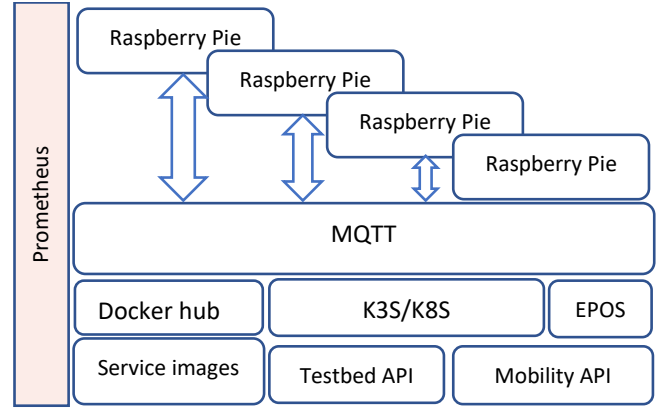 Prometheus
Raspberry Pie
Raspberry Pie
Raspberry Pie
Raspberry Pie
MQTT
Docker hub
K3S/K8S
EPOS
Service images
Testbed API
Mobility API